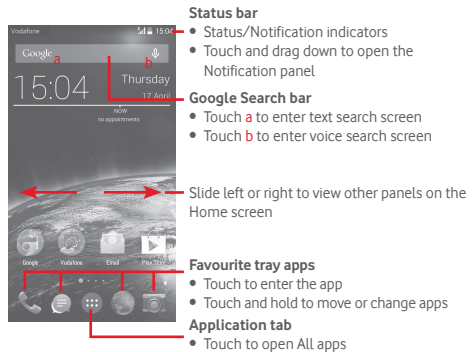 Vodafone 15:04
Google a b
15:04 Thursday
17 April
NOW
no appointments
Google Vodafone Email Play Store
Status bar
• Status/Notification indicators
• Touch and drag down to open the
Notification panel
Google Search bar
• Touch a to enter text search screen
• Touch b to enter voice search screen
Slide left or right to view other panels on the
Home screen
Favourite tray apps
• Touch to enter the app
• Touch and hold to move or change apps
Application tab
• Touch to open All apps